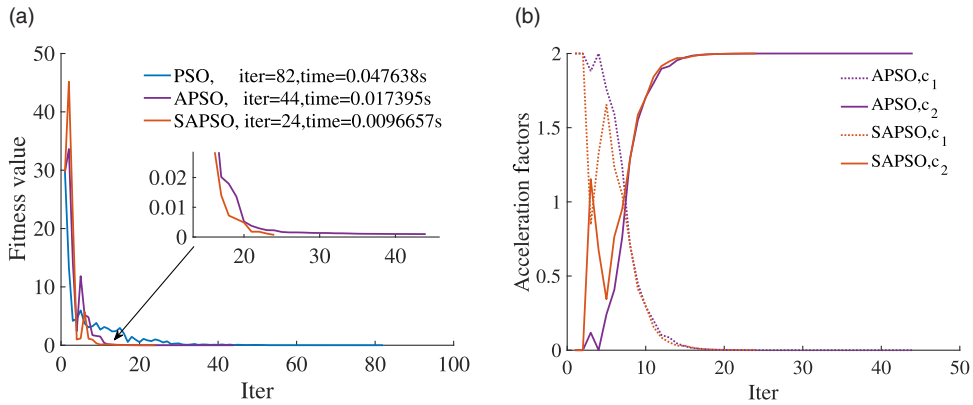 (a)
Fitness value
50
40
30
20
10
0
PSO, iter=82,time=0.047638s
APSO, iter=44,time=0.017395s
SAPSO, iter=24,time=0.0096657s
0.02
0.01
0
20 30 40
0 20 40 60 80 100
Iter
(b)
Acceleration factors
2
1.5
1
0.5
0
APSO,c1
APSO,c2
SAPSO,c1
SAPSO,c2
0 10 20 30 40 50
Iter